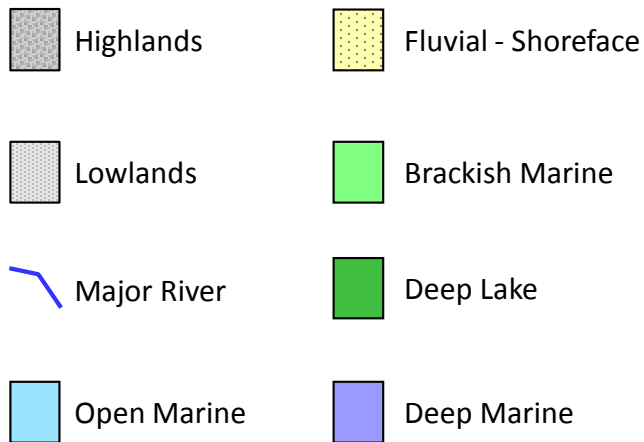 Highlands
Fluvial - Shoreface
Lowlands
Brackish Marine
Major River
Deep Lake
Open Marine
Deep Marine